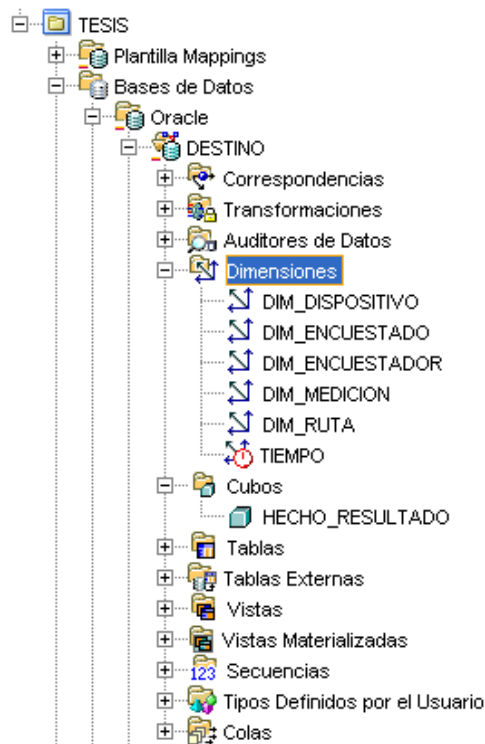 TESIS
Plantilla Mappings
Bases de Datos
Oracle
DESTINO
Correspondencias
Transformaciones
Auditores de Datos
Dimensiones
DIM_DISPOSITIVO
DIM_ENCUESTADO
DIM_ENCUESTADOR
DIM_MEDICION
DIM_RUTA
TIEMPO
Cubos
HECHO_RESULTADO
Tablas
Tablas Externas
Vistas
Vistas Materializadas
123 Secuencias
Tipos Definidos por el Usuario
Colas